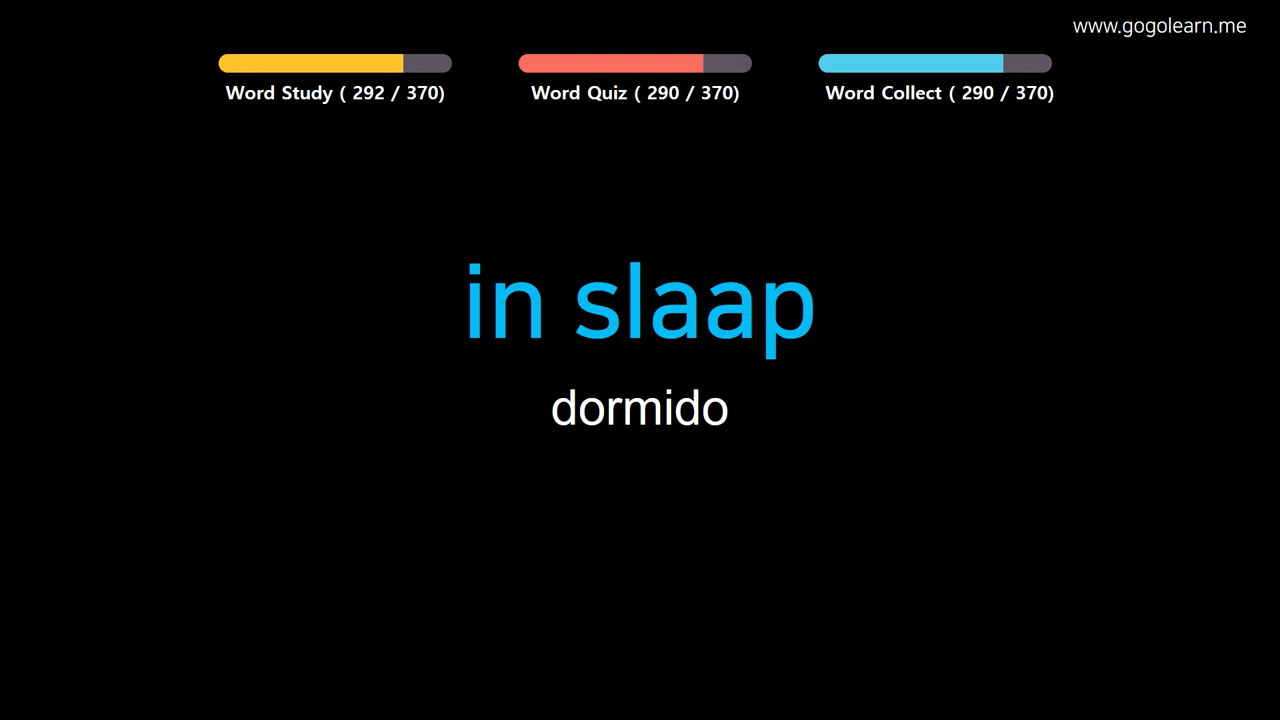 www.gogolearn.me
Word Study ( 292 / 370)
Word Quiz ( 290 / 370)
Word Collect ( 290 / 370)
in slaap
dormido